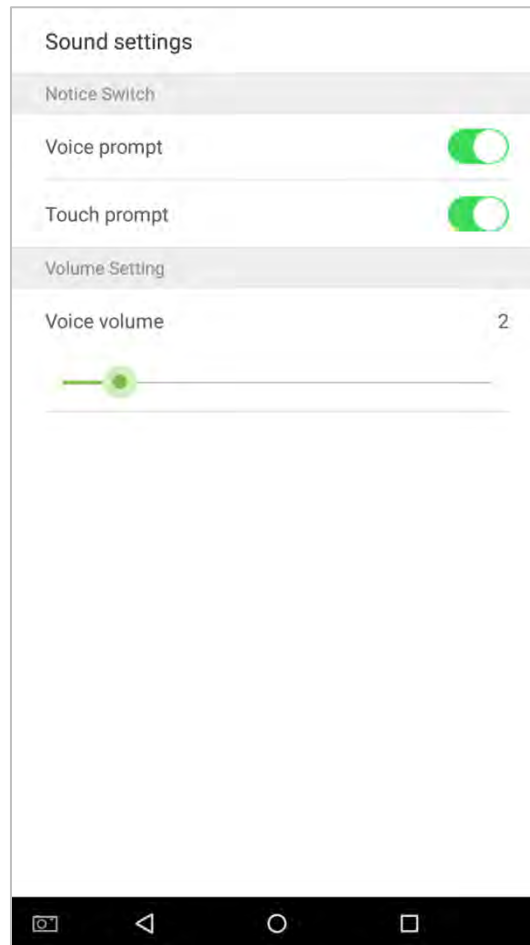 Sound settings
Notice Switch
Voice prompt
Touch prompt
Volume Setting
Voice volume 2